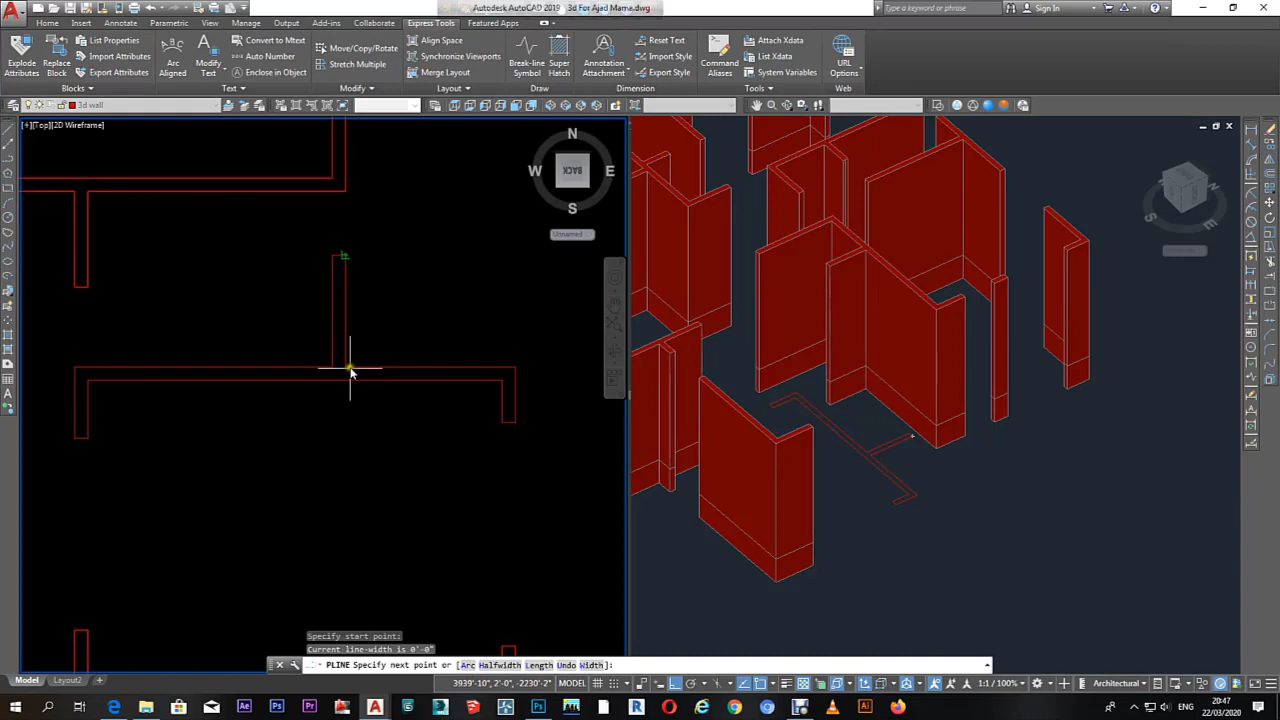 Autodesk AutoCAD 2019   3d For Ajad Mama.dwg
Type a keyword or phrase
Sign In
Home Insert Annotate Parametric View Manage Output Add-ins Collaborate Express Tools Featured Apps
Explode Attributes
Replace Block
List Properties
Import Attributes
Export Attributes
Blocks
Arc Aligned
Modify Text
Convert to Mtext
Auto Number
Enclose in Object
Text
Move/Copy/Rotate
Stretch Multiple
Modify
Align Space
Synchronize Viewports
Merge Layout
Layout
Break-line Symbol
Super Hatch
Draw
Annotation Attachment
Reset Text
Import Style
Export Style
Dimension
Command Aliases
Attach Xdata
List Xdata
System Variables
Tools
URL Options
Web
3d wall
[+][Top][2D Wireframe]
N
W
BACK
E
S
Unnamed
N
S
Specify start point:
Current line-width is 0'-0"
PLINE Specify next point or [Arc Halfwidth Length Undo Width]:
Model Layout2 +
3939'-10", 2'-0", -2230'-2" MODEL
1:1 / 100%
Architectural
20:47
ENG
22/03/2020